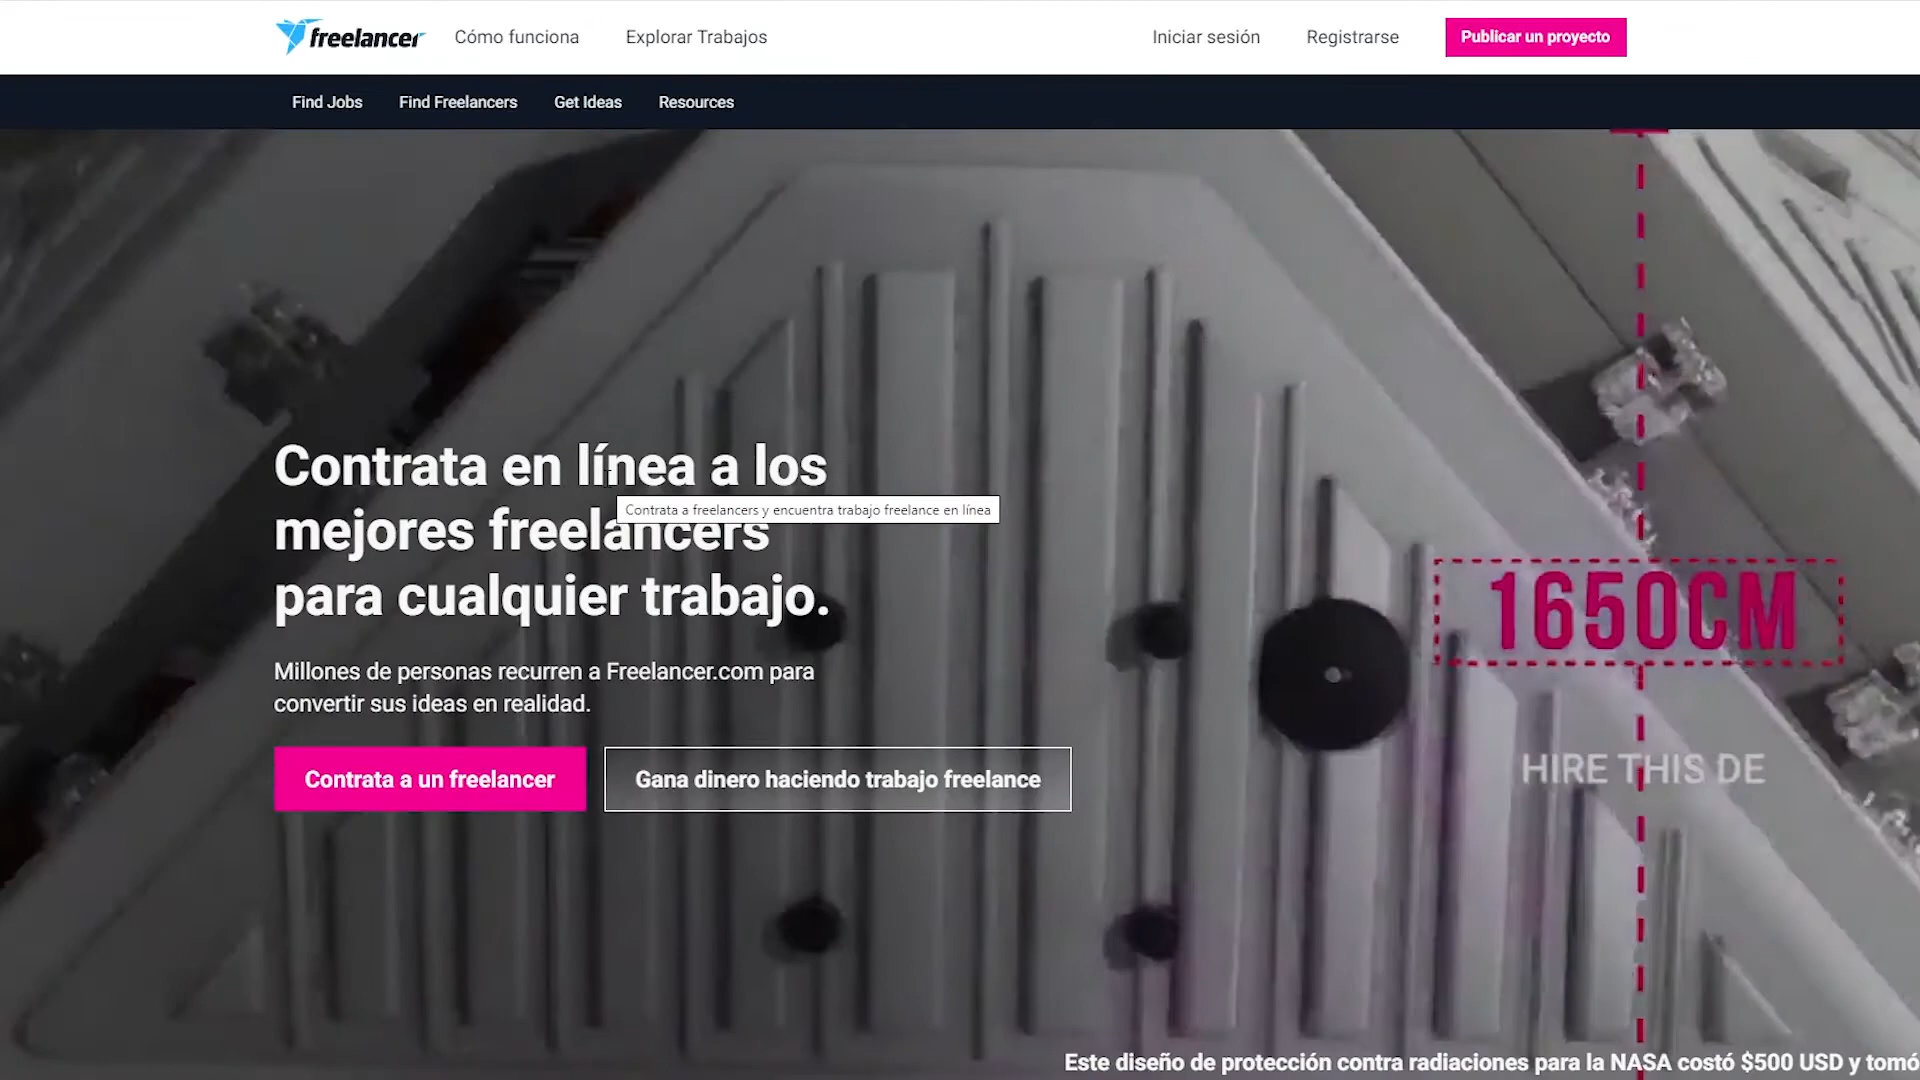 freelancer
Cómo funciona
Explorar Trabajos
Iniciar sesión
Registrarse
Publicar un proyecto
Find Jobs
Find Freelancers
Get Ideas
Resources
Contrata en línea a los
Contrata a freelancers y encuentra trabajo freelance en línea
mejores freelancers
para cualquier trabajo.
1650CM
Millones de personas recurren a Freelancer.com para
convertir sus ideas en realidad.
HIRE THIS DE
Contrata a un freelancer
Gana dinero haciendo trabajo freelance
Este diseño de protección contra radiaciones para la NASA costó $500 USD y tomó